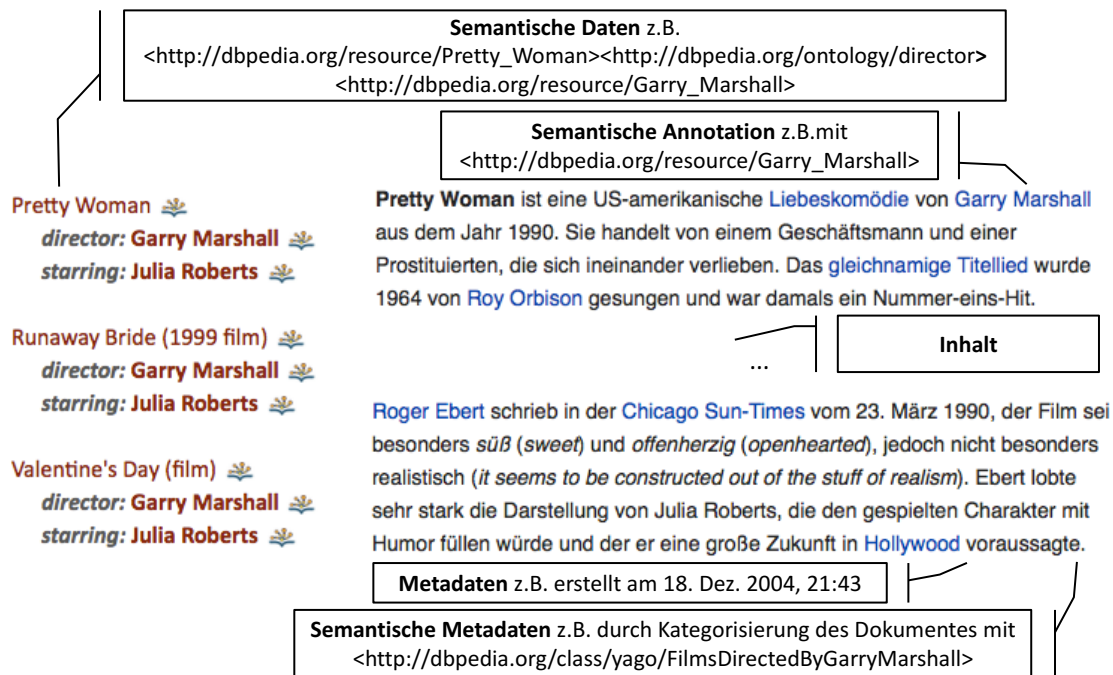 Semantische Daten z.B.
<http://dbpedia.org/resource/Pretty_Woman><http://dbpedia.org/ontology/director>
<http://dbpedia.org/resource/Garry_Marshall>
Semantische Annotation z.B.mit
<http://dbpedia.org/resource/Garry_Marshall>
Pretty Woman
director: Garry Marshall
starring: Julia Roberts
Runaway Bride (1999 film)
director: Garry Marshall
starring: Julia Roberts
Valentine's Day (film)
director: Garry Marshall
starring: Julia Roberts
Pretty Woman ist eine US-amerikanische Liebeskomödie von Garry Marshall
aus dem Jahr 1990. Sie handelt von einem Geschäftsmann und einer
Prostituierten, die sich ineinander verlieben. Das gleichnamige Titellied wurde
1964 von Roy Orbison gesungen und war damals ein Nummer-eins-Hit.
Inhalt
...
Roger Ebert schrieb in der Chicago Sun-Times vom 23. März 1990, der Film sei
besonders süß (sweet) und offenherzig (openhearted), jedoch nicht besonders
realistisch (it seems to be constructed out of the stuff of realism). Ebert lobte
sehr stark die Darstellung von Julia Roberts, die den gespielten Charakter mit
Humor füllen würde und der er eine große Zukunft in Hollywood voraussagte.
Metadaten z.B. erstellt am 18. Dez. 2004, 21:43
Semantische Metadaten z.B. durch Kategorisierung des Dokumentes mit
<http://dbpedia.org/class/yago/FilmsDirectedByGarryMarshall>